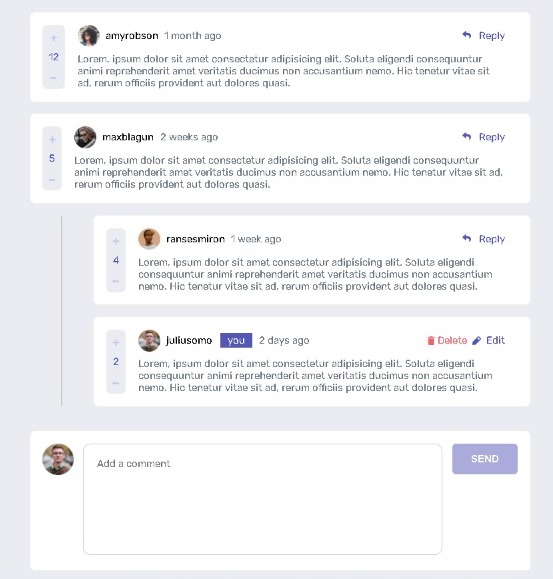 +
amyrobson 1 month ago Reply
12
Lorem, ipsum dolor sit amet consectetur adipisicing elit. Soluta eligendi consequuntur
animi reprehenderit amet veritatis ducimus non accusantium nemo. Hic tenetur vitae sit
ad, rerum officiis provident aut dolores quasi.
−
+
maxblagun 2 weeks ago Reply
5
Lorem, ipsum dolor sit amet consectetur adipisicing elit. Soluta eligendi consequuntur
animi reprehenderit amet veritatis ducimus non accusantium nemo. Hic tenetur vitae sit ad,
rerum officiis provident aut dolores quasi.
−
+
ransesmiron 1 week ago Reply
4
Lorem, ipsum dolor sit amet consectetur adipisicing elit. Soluta eligendi
consequuntur animi reprehenderit amet veritatis ducimus non accusantium
nemo. Hic tenetur vitae sit ad, rerum officiis provident aut dolores quasi.
−
+
juliusomo you 2 days ago Delete Edit
2
Lorem, ipsum dolor sit amet consectetur adipisicing elit. Soluta eligendi
consequuntur animi reprehenderit amet veritatis ducimus non accusantium
nemo. Hic tenetur vitae sit ad, rerum officiis provident aut dolores quasi.
−
Add a comment
SEND